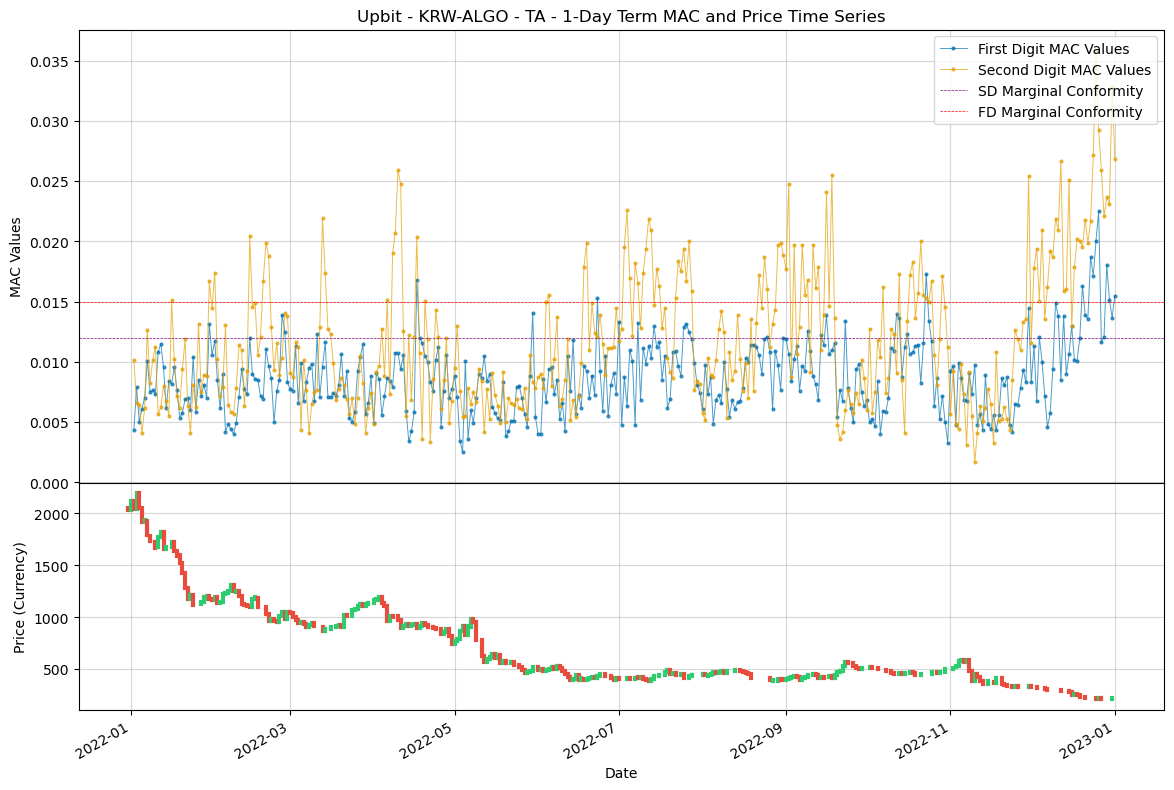 Upbit - KRW-ALGO - TA - 1-Day Term MAC and Price Time Series
First Digit MAC Values
Second Digit MAC Values
SD Marginal Conformity
FD Marginal Conformity
MAC Values
0.035
0.030
0.025
0.020
0.015
0.010
0.005
0.000
Price (Currency)
2000
1500
1000
500
2022-01
2022-03
2022-05
2022-07
2022-09
2022-11
2023-01
Date